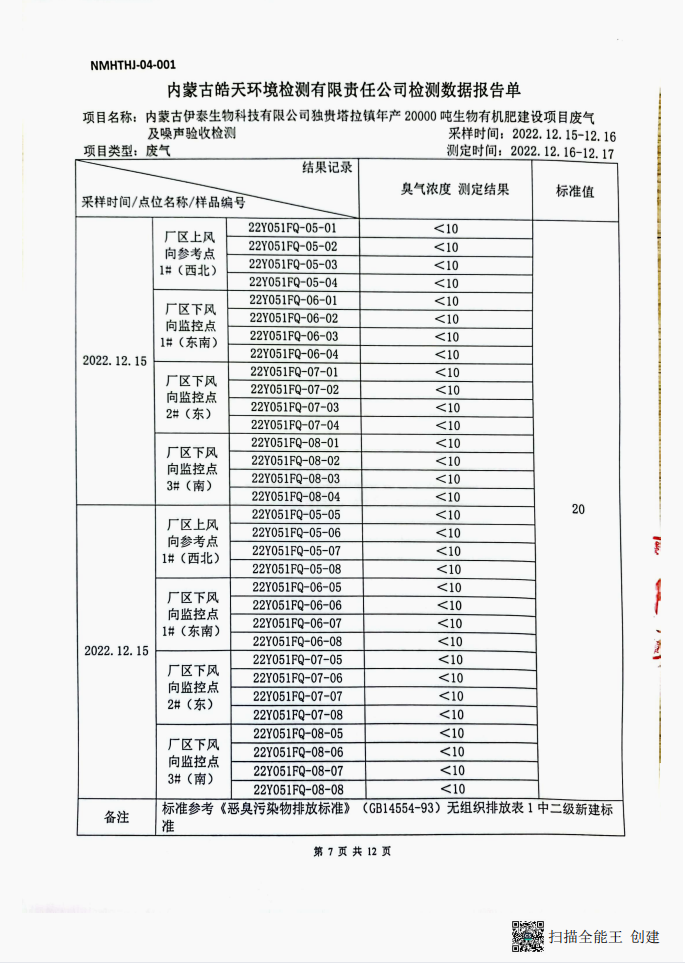 NMHTHJ-04-001
内蒙古皓天环境检测有限责任公司检测数据报告单
项目名称：内蒙古伊泰生物科技有限公司独贵塔拉镇年产 20000 吨生物有机肥建设项目废气
及噪声验收检测
采样时间：2022.12.15-12.16
项目类型：废气
测定时间：2022.12.16-12.17
结果记录
采样时间/点位名称/样品编号
臭气浓度 测定结果
标准值
2022.12.15
厂区上风
向参考点
1#（西北）
22Y051FQ-05-01 ＜10
22Y051FQ-05-02 ＜10
22Y051FQ-05-03 ＜10
22Y051FQ-05-04 ＜10
厂区下风
向监控点
1#（东南）
22Y051FQ-06-01 ＜10
22Y051FQ-06-02 ＜10
22Y051FQ-06-03 ＜10
22Y051FQ-06-04 ＜10
厂区下风
向监控点
2#（东）
22Y051FQ-07-01 ＜10
22Y051FQ-07-02 ＜10
22Y051FQ-07-03 ＜10
22Y051FQ-07-04 ＜10
厂区下风
向监控点
3#（南）
22Y051FQ-08-01 ＜10
22Y051FQ-08-02 ＜10
22Y051FQ-08-03 ＜10
22Y051FQ-08-04 ＜10
20
2022.12.15
厂区上风
向参考点
1#（西北）
22Y051FQ-05-05 ＜10
22Y051FQ-05-06 ＜10
22Y051FQ-05-07 ＜10
22Y051FQ-05-08 ＜10
厂区下风
向监控点
1#（东南）
22Y051FQ-06-05 ＜10
22Y051FQ-06-06 ＜10
22Y051FQ-06-07 ＜10
22Y051FQ-06-08 ＜10
厂区下风
向监控点
2#（东）
22Y051FQ-07-05 ＜10
22Y051FQ-07-06 ＜10
22Y051FQ-07-07 ＜10
22Y051FQ-07-08 ＜10
厂区下风
向监控点
3#（南）
22Y051FQ-08-05 ＜10
22Y051FQ-08-06 ＜10
22Y051FQ-08-07 ＜10
22Y051FQ-08-08 ＜10
备注
标准参考《恶臭污染物排放标准》（GB14554-93）无组织排放表 1 中二级新建标
准
第 7 页 共 12 页
扫描全能王 创建